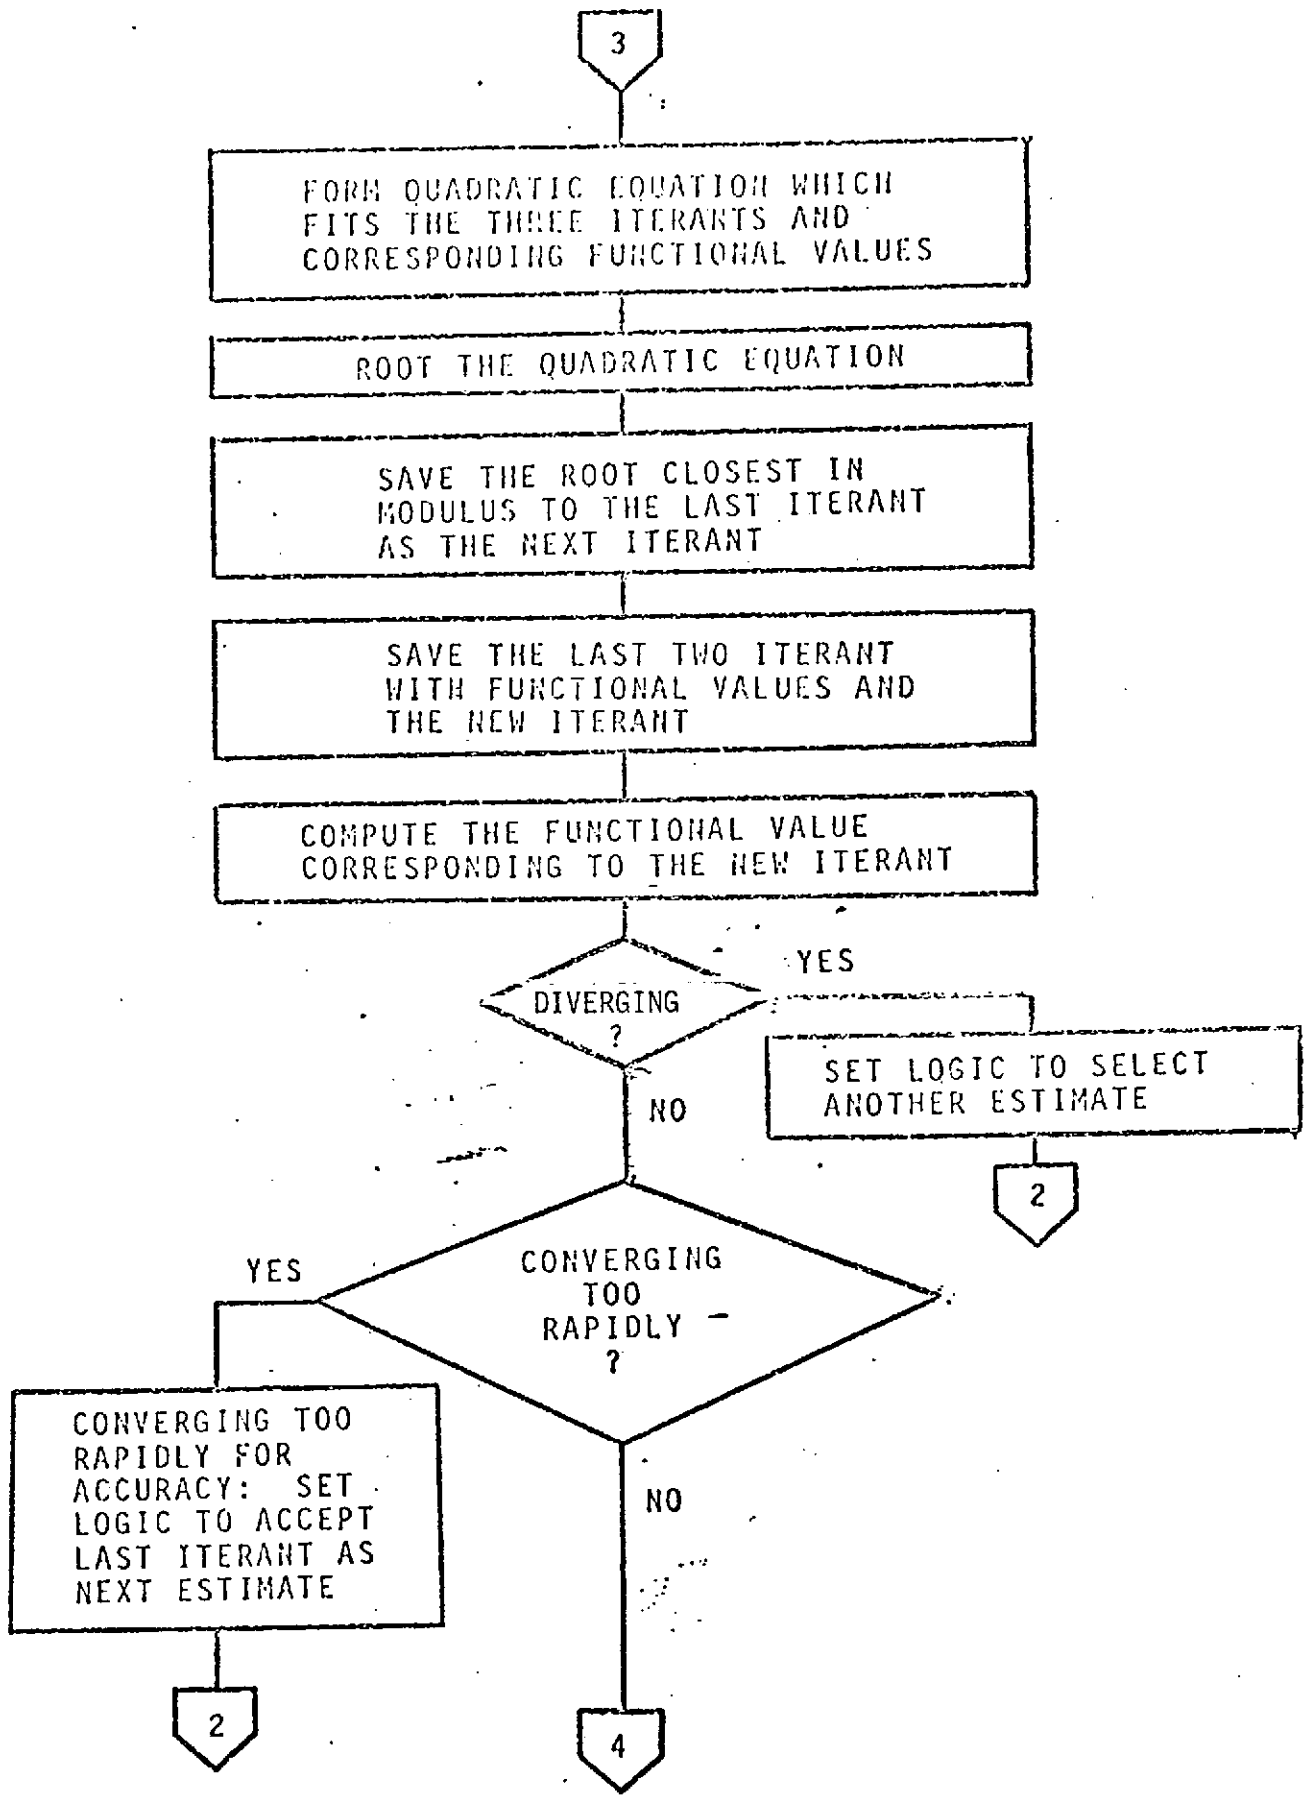 3
FORM QUADRATIC EQUATION WHICH
FITS THE THREE ITERANTS AND
CORRESPONDING FUNCTIONAL VALUES
ROOT THE QUADRATIC EQUATION
SAVE THE ROOT CLOSEST IN
MODULUS TO THE LAST ITERANT
AS THE NEXT ITERANT
SAVE THE LAST TWO ITERANT
WITH FUNCTIONAL VALUES AND
THE NEW ITERANT
COMPUTE THE FUNCTIONAL VALUE
CORRESPONDING TO THE NEW ITERANT
YES
DIVERGING
?
SET LOGIC TO SELECT
ANOTHER ESTIMATE
NO
2
YES
CONVERGING
TOO
RAPIDLY
?
CONVERGING TOO
RAPIDLY FOR
ACCURACY: SET
LOGIC TO ACCEPT
LAST ITERANT AS
NEXT ESTIMATE
NO
2
4